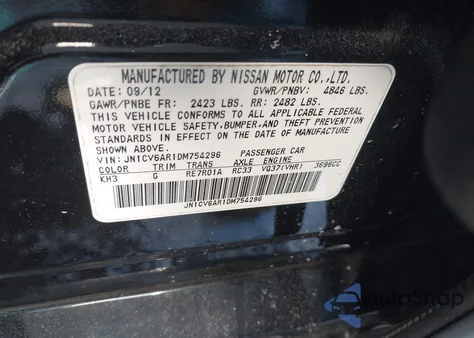 MANUFACTURED BY NISSAN MOTOR CO.,LTD.
DATE: 09/12 GVWR/PNBV: 4846 LBS.
GAWR/PNBE FR: 2423 LBS. RR: 2482 LBS.
THIS VEHICLE CONFORMS TO ALL APPLICABLE FEDERAL
MOTOR VEHICLE SAFETY, BUMPER, AND THEFT PREVENTION
STANDARDS IN EFFECT ON THE DATE OF MANUFACTURE
SHOWN ABOVE.
VIN: JN1CV6AR1DM754296 PASSENGER CAR
COLOR TRIM TRANS AXLE ENGINE
KH3 G RE7R01A RC33 VQ37(VHR) 3696CC
JN1CV6AR1DM754296
autoSnap